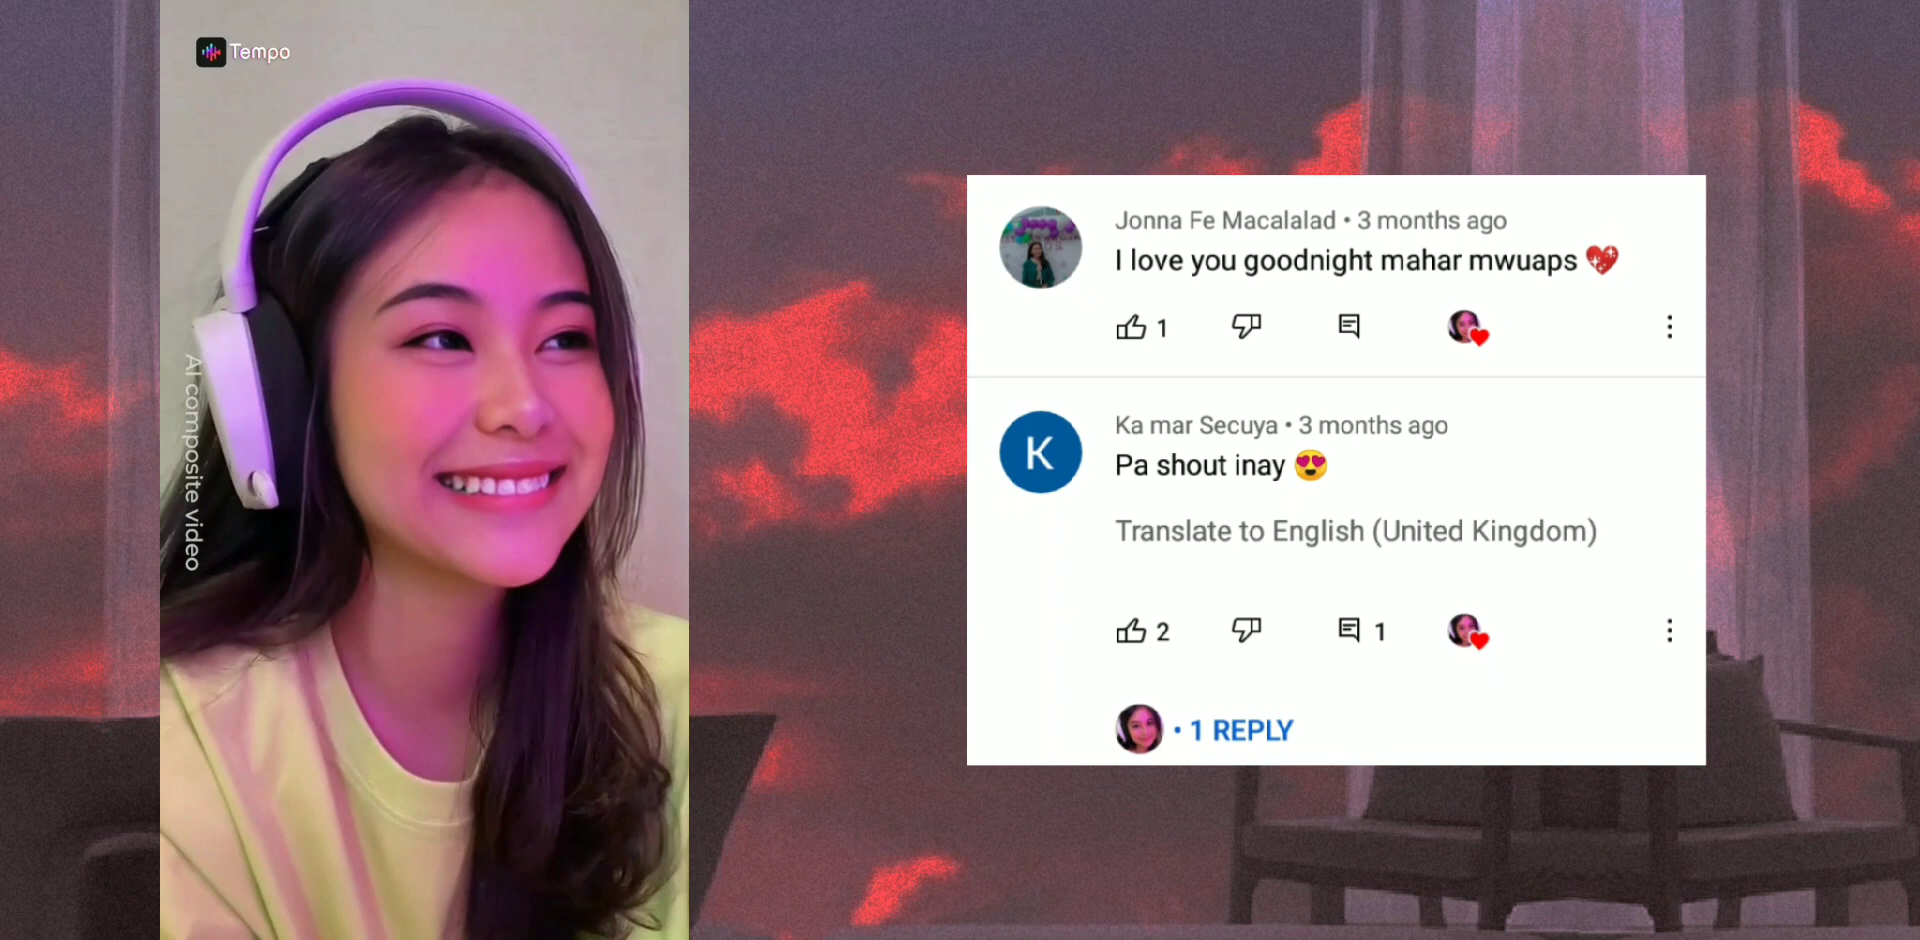 Tempo
AI composite video
Jonna Fe Macalalad • 3 months ago
I love you goodnight mahar mwuaps 💖
1
Ka mar Secuya • 3 months ago
K
Pa shout inay 😍
Translate to English (United Kingdom)
2
1
• 1 REPLY